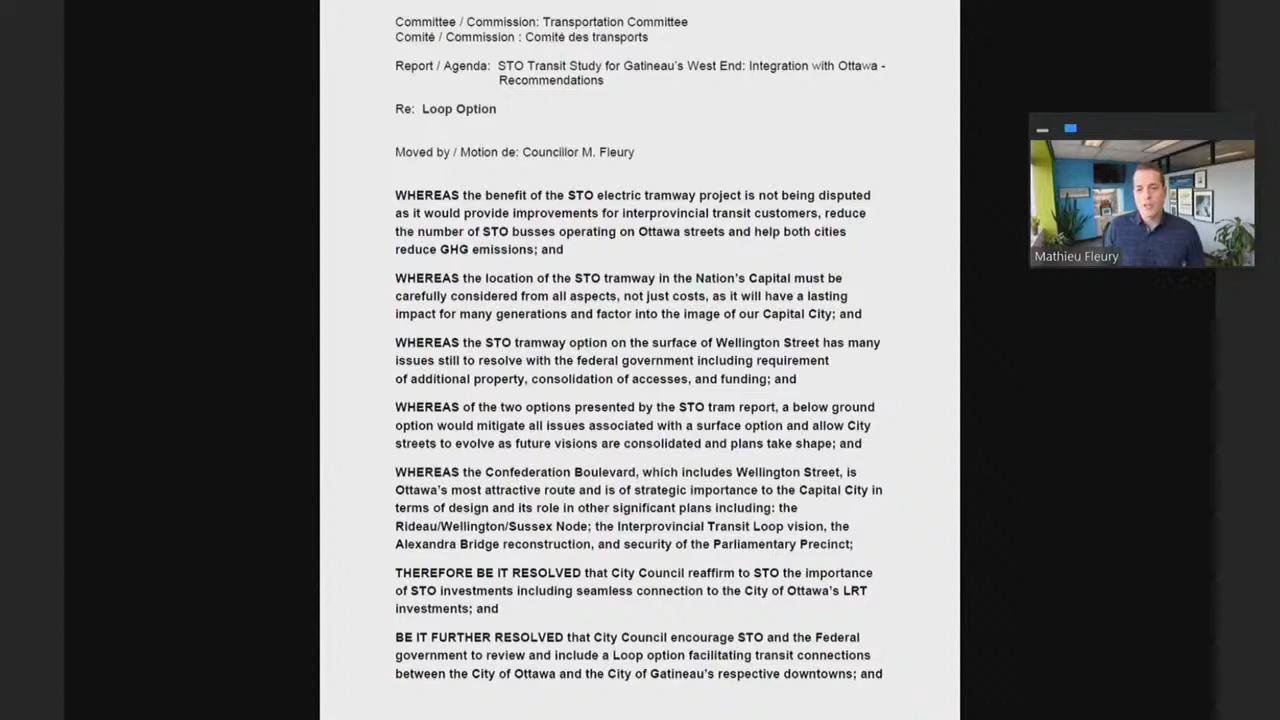 Committee / Commission: Transportation Committee
Comité / Commission : Comité des transports
Report / Agenda: STO Transit Study for Gatineau's West End: Integration with Ottawa -
Recommendations
Re: Loop Option
Moved by / Motion de: Councillor M. Fleury
WHEREAS the benefit of the STO electric tramway project is not being disputed
as it would provide improvements for interprovincial transit customers, reduce
the number of STO busses operating on Ottawa streets and help both cities
reduce GHG emissions; and
WHEREAS the location of the STO tramway in the Nation's Capital must be
carefully considered from all aspects, not just costs, as it will have a lasting
impact for many generations and factor into the image of our Capital City; and
WHEREAS the STO tramway option on the surface of Wellington Street has many
issues still to resolve with the federal government including requirement
of additional property, consolidation of accesses, and funding; and
WHEREAS of the two options presented by the STO tram report, a below ground
option would mitigate all issues associated with a surface option and allow City
streets to evolve as future visions are consolidated and plans take shape; and
WHEREAS the Confederation Boulevard, which includes Wellington Street, is
Ottawa's most attractive route and is of strategic importance to the Capital City in
terms of design and its role in other significant plans including: the
Rideau/Wellington/Sussex Node; the Interprovincial Transit Loop vision, the
Alexandra Bridge reconstruction, and security of the Parliamentary Precinct;
THEREFORE BE IT RESOLVED that City Council reaffirm to STO the importance
of STO investments including seamless connection to the City of Ottawa's LRT
investments; and
BE IT FURTHER RESOLVED that City Council encourage STO and the Federal
government to review and include a Loop option facilitating transit connections
between the City of Ottawa and the City of Gatineau's respective downtowns; and
Mathieu Fleury